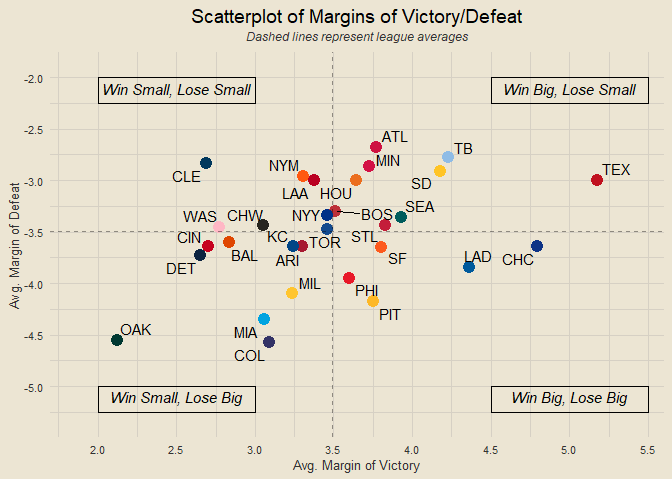 Scatterplot of Margins of Victory/Defeat
Dashed lines represent league averages
-2.0
Win Small, Lose Small
Win Big, Lose Small
-2.5
ATL
TB
MIN
NYM
TEX
CLE
-3.0
SD
LAA
HOU
SEA
WAS
CHW
NYY
BOS
-3.5
CIN
KC
TOR
STL
BAL
ARI
SF
LAD
CHC
DET
-4.0
MIL
PHI
PIT
OAK
MIA
-4.5
COL
-5.0
Win Small, Lose Big
Win Big, Lose Big
2.0
2.5
3.0
3.5
4.0
4.5
5.0
5.5
Avg. Margin of Victory
Avg. Margin of Defeat